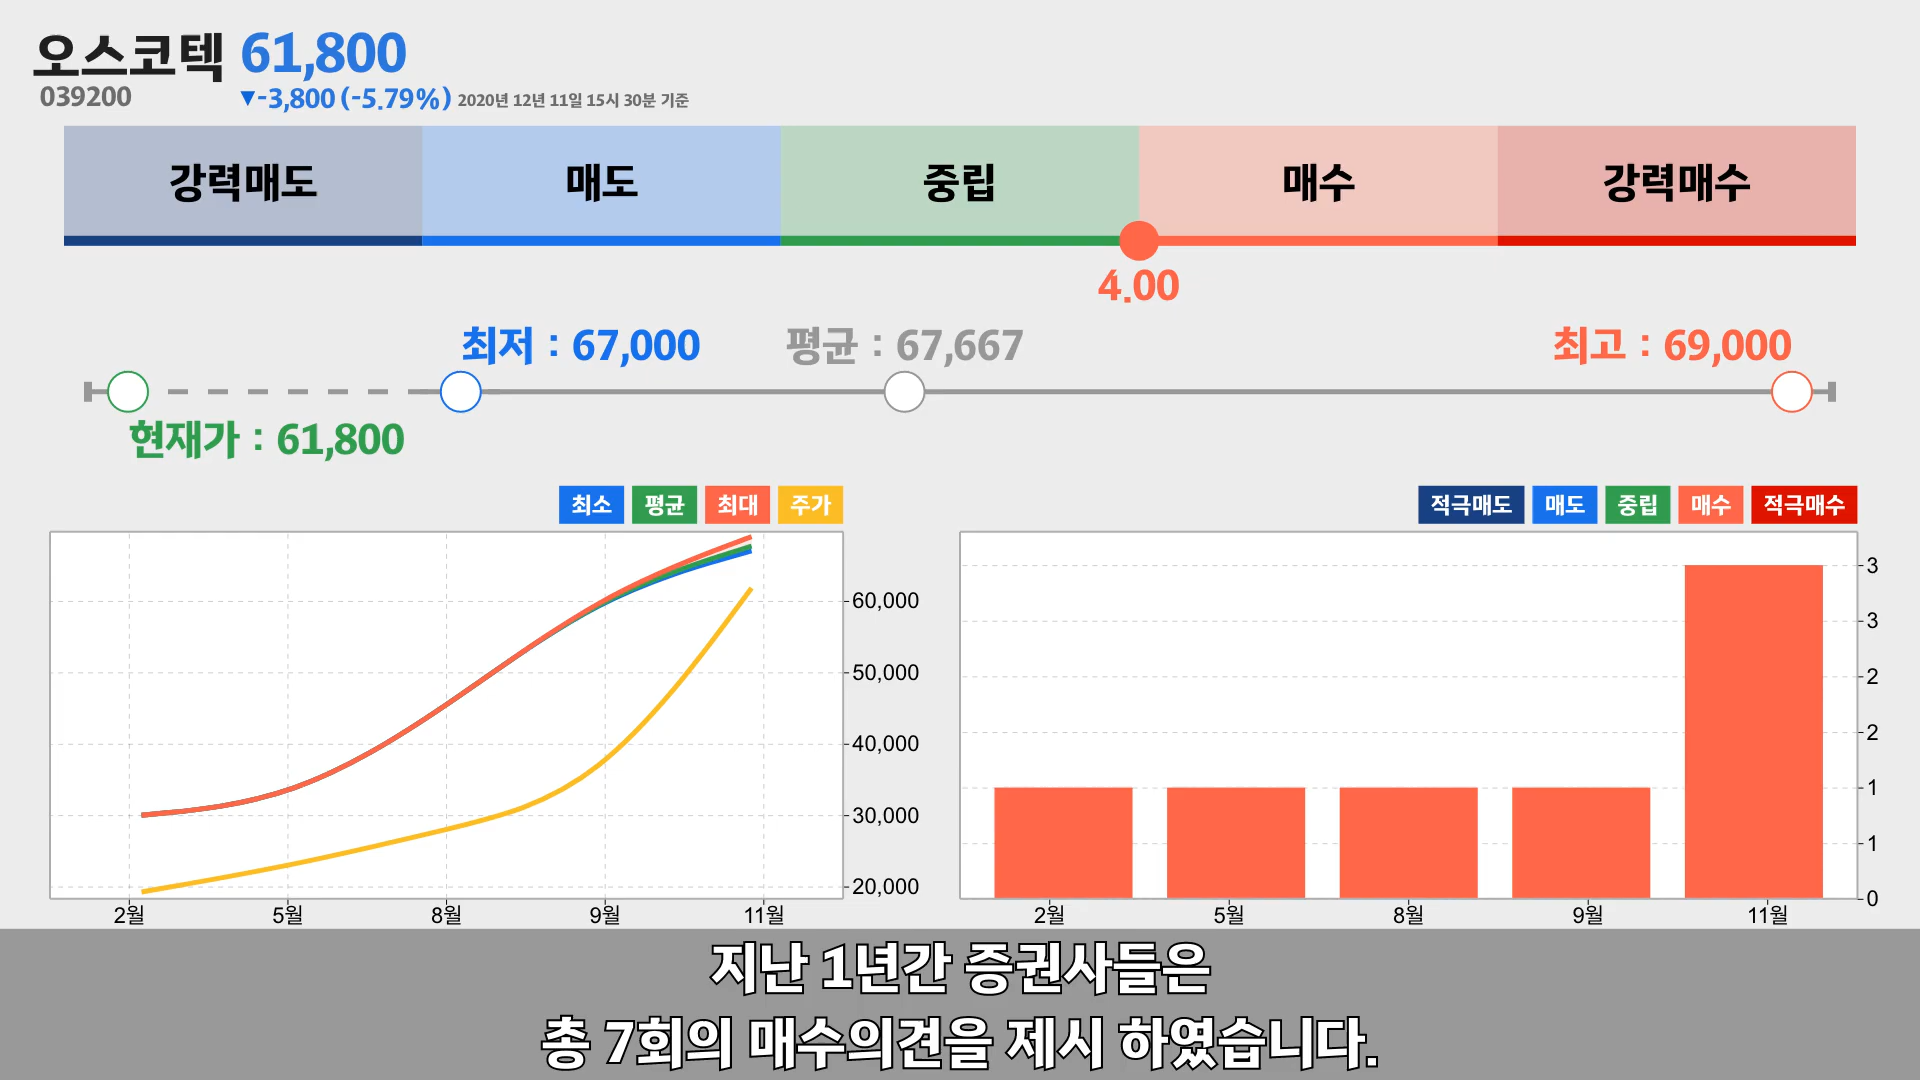 오스코텍 61,800
039200
▼-3,800 (-5.79%) 2020년 12년 11일 15시 30분 기준
강력매도 매도 중립 매수 강력매수
4.00
최저 : 67,000 평균 : 67,667 최고 : 69,000
현재가 : 61,800
최소 평균 최대 주가
60,000
50,000
40,000
30,000
20,000
2월 5월 8월 9월 11월
적극매도 매도 중립 매수 적극매수
3
3
2
2
1
1
0
2월 5월 8월 9월 11월
지난 1년간 증권사들은
총 7회의 매수의견을 제시 하였습니다.